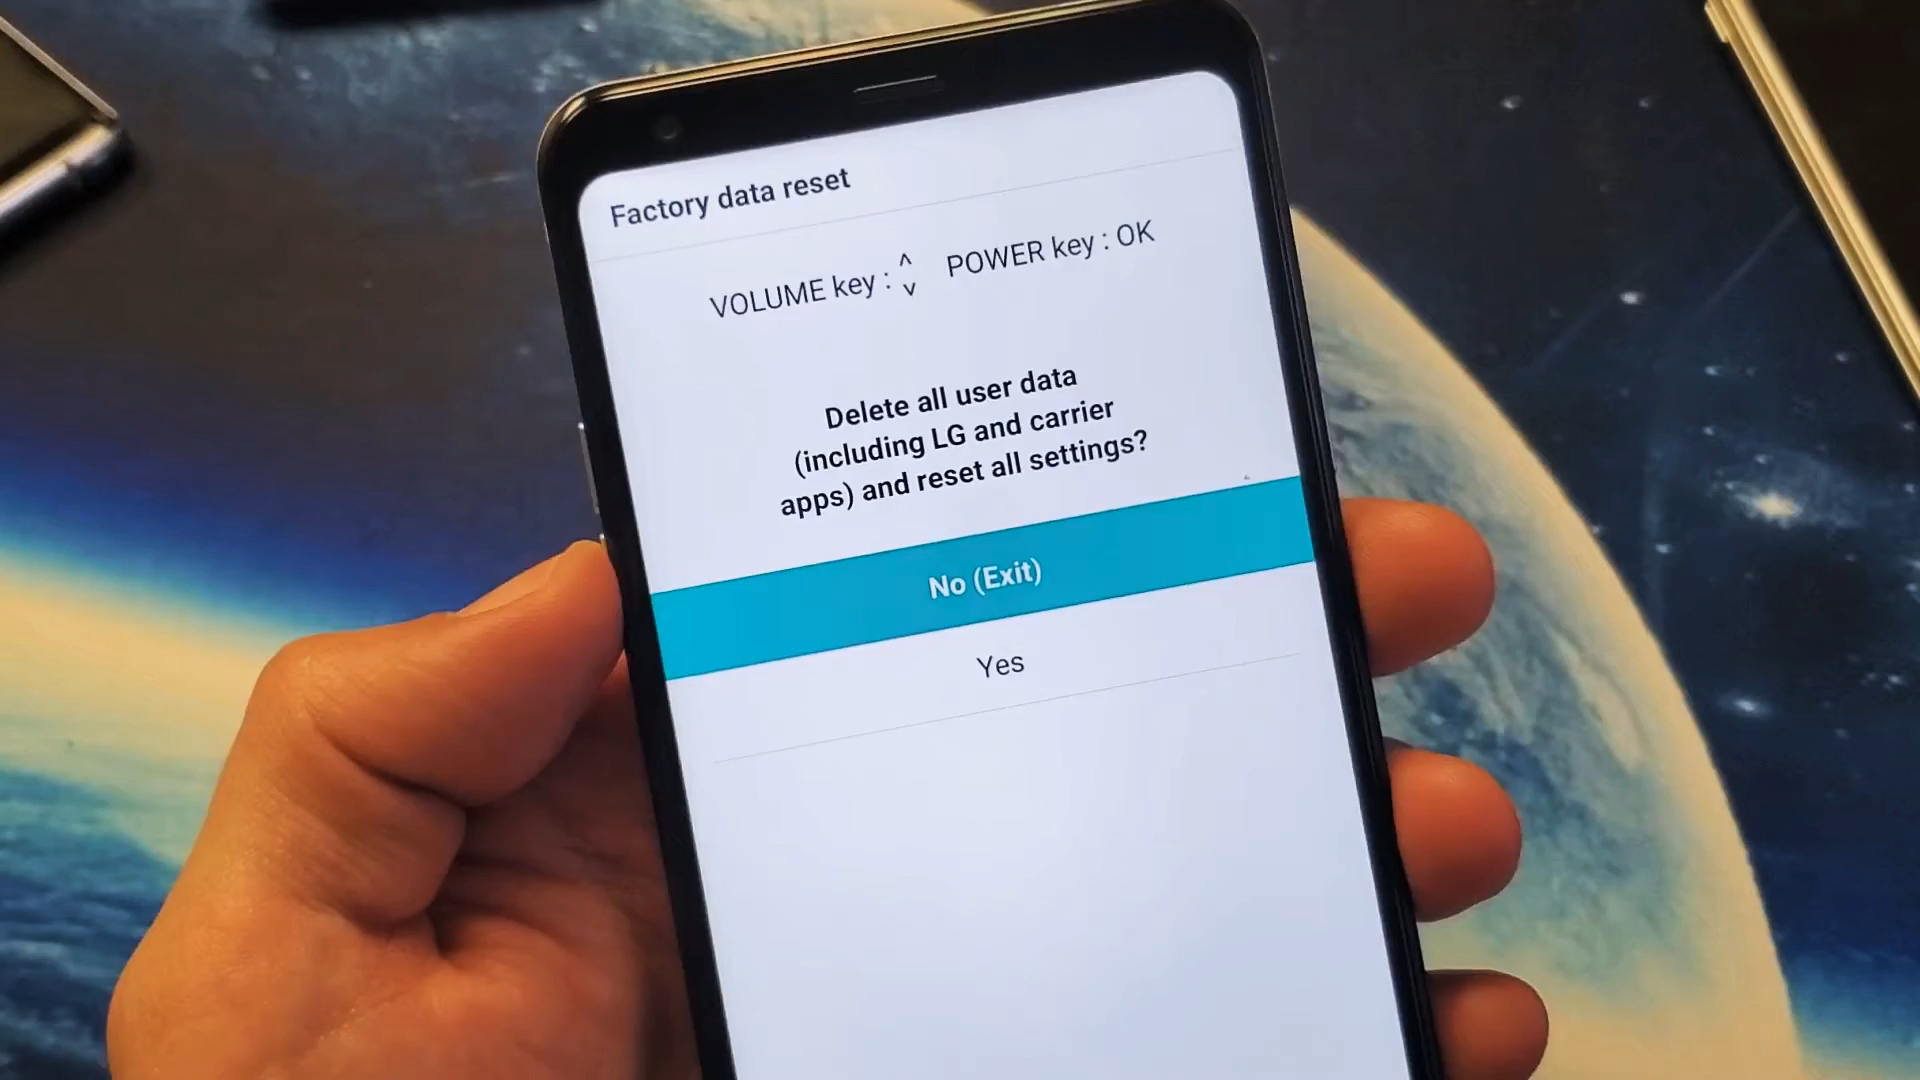 Factory data reset
VOLUME key : ^ v POWER key : OK
Delete all user data
(including LG and carrier
apps) and reset all settings?
No (Exit)
Yes